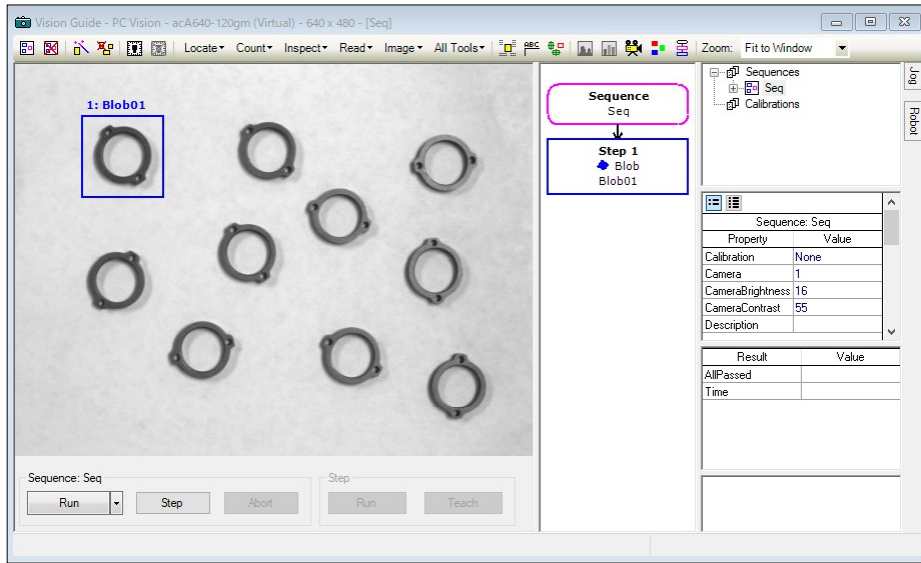 Vision Guide - PC Vision - acA640-120gm (Virtual) - 640 x 480 - [Seq]
Locate Count Inspect Read Image All Tools ABC Zoom: Fit to Window
1: Blob01
Sequence
Seq
Step 1
Blob
Blob01
Sequences
Seq
Calibrations
Jog
Robot
Sequence: Seq
Property Value
Calibration None
Camera 1
CameraBrightness 16
CameraContrast 55
Description
Result Value
AllPassed
Time
Sequence: Seq
Run Step Abort
Step
Run Teach